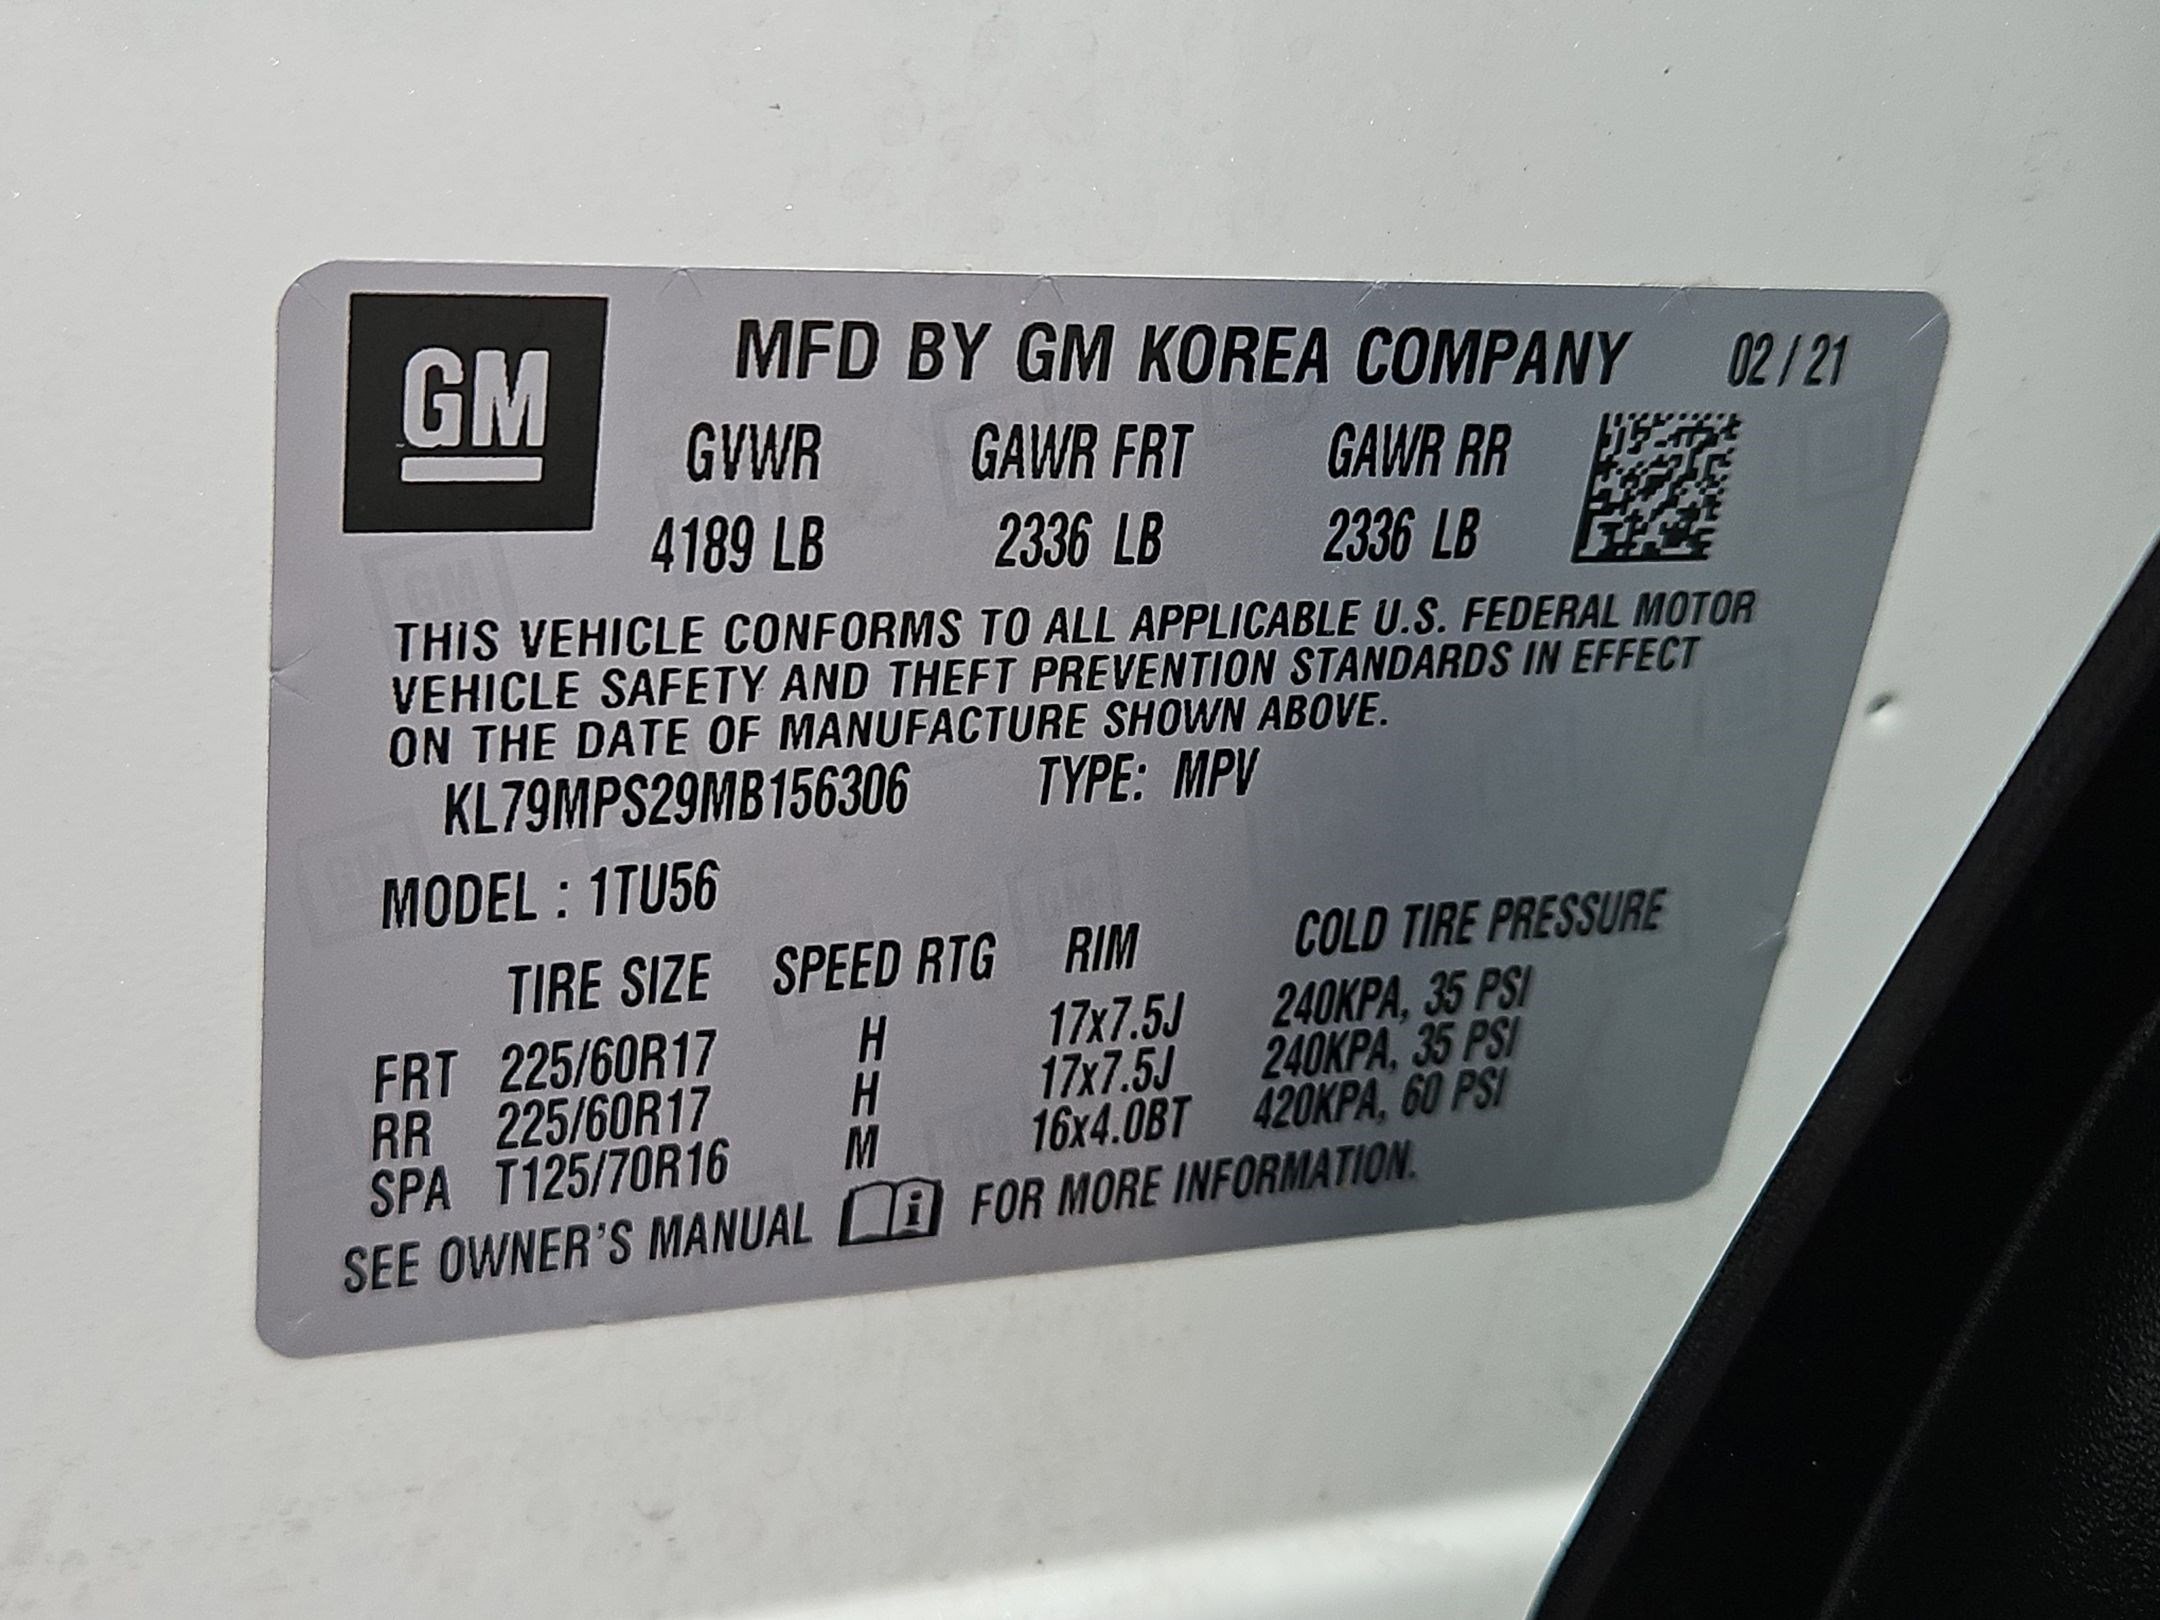 GM
MFD BY GM KOREA COMPANY 02/21
GVWR GAWR FRT GAWR RR
4189 LB 2336 LB 2336 LB
THIS VEHICLE CONFORMS TO ALL APPLICABLE U.S. FEDERAL MOTOR
VEHICLE SAFETY AND THEFT PREVENTION STANDARDS IN EFFECT
ON THE DATE OF MANUFACTURE SHOWN ABOVE.
KL79MPS29MB156306 TYPE: MPV
MODEL : 1TU56
TIRE SIZE SPEED RTG RIM COLD TIRE PRESSURE
FRT 225/60R17 H 17x7.5J 240KPA, 35 PSI
RR 225/60R17 H 17x7.5J 240KPA, 35 PSI
SPA T125/70R16 M 16x4.0BT 420KPA, 60 PSI
SEE OWNER'S MANUAL i FOR MORE INFORMATION.